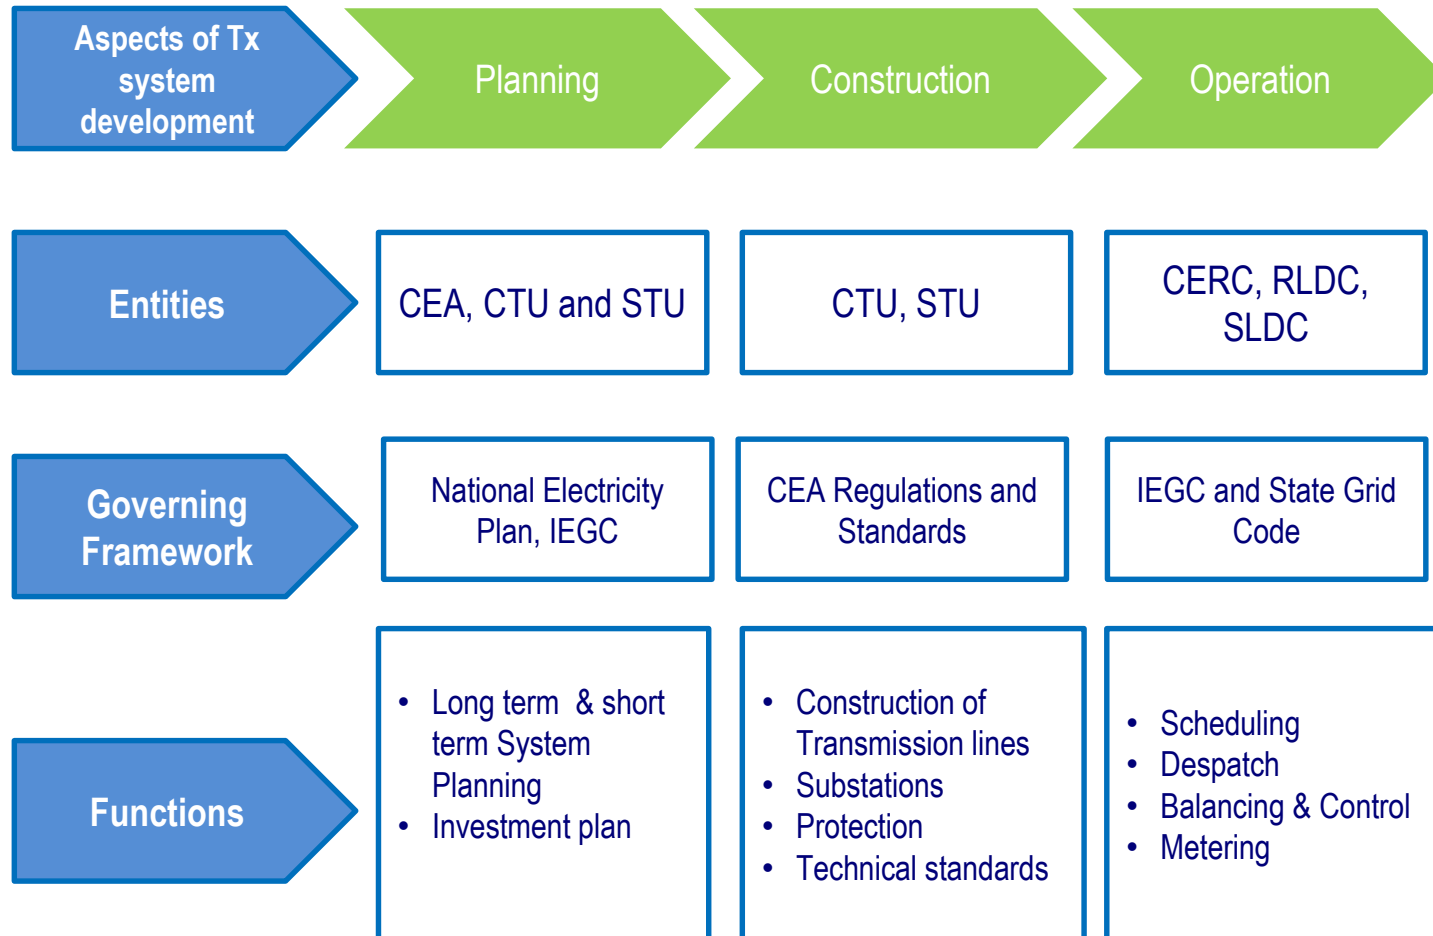 Aspects of Tx
system
development
Planning
Construction
Operation
Entities
CEA, CTU and STU
CTU, STU
CERC, RLDC,
SLDC
Governing
Framework
National Electricity
Plan, IEGC
CEA Regulations and
Standards
IEGC and State Grid
Code
Functions
• Long term & short
term System
Planning
• Investment plan
• Construction of
Transmission lines
• Substations
• Protection
• Technical standards
• Scheduling
• Despatch
• Balancing & Control
• Metering